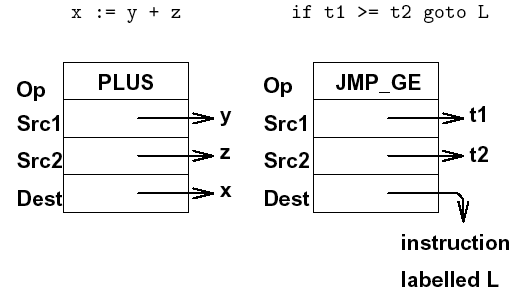 x := y + z
if t1 >= t2 goto L
Op PLUS
Src1 y
Src2 z
Dest x
Op JMP_GE
Src1 t1
Src2 t2
Dest
instruction
labelled L